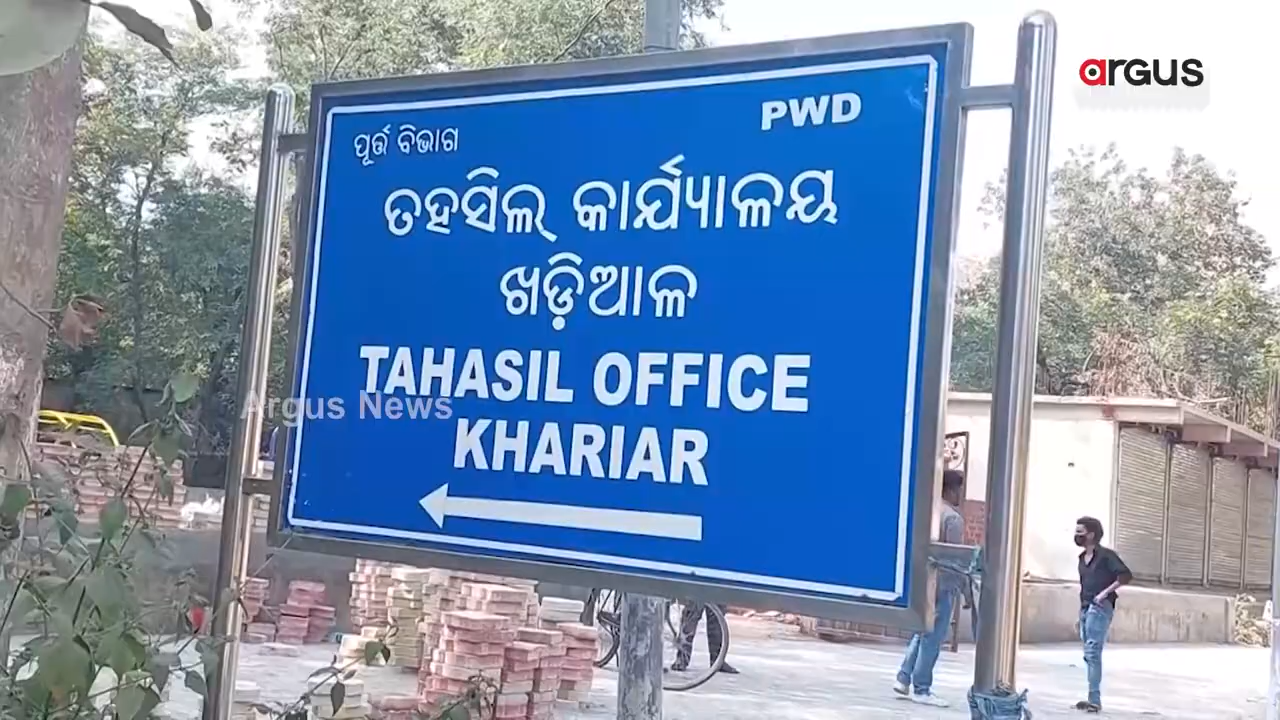 argus
ପୂର୍ତ୍ତ ବିଭାଗ
PWD
ତହସିଲ୍ କାର୍ଯ୍ୟାଳୟ
ଖଡ଼ିଆଳ
TAHASIL OFFICE
Argus News
KHARIAR